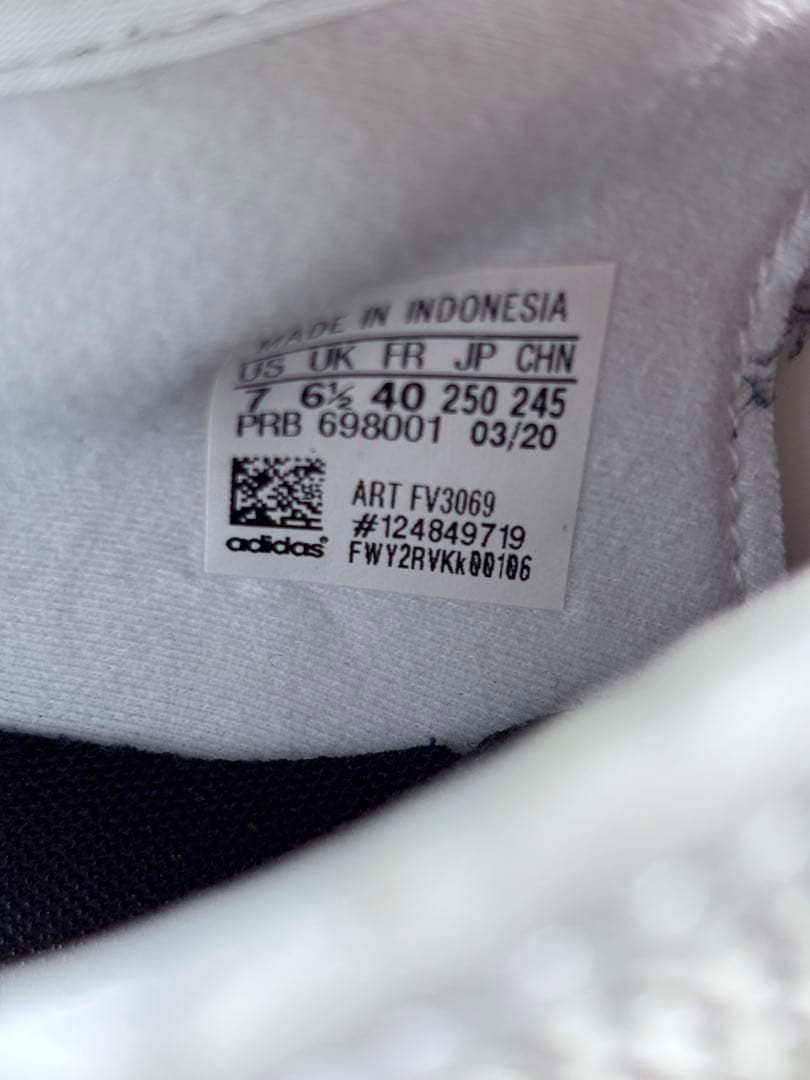 MADE IN INDONESIA
US UK FR JP CHN
7 6½ 40 250 245
PRB 698001 03/20
ART FV3069
#124849719
adidas®
FWY2RVKk00106